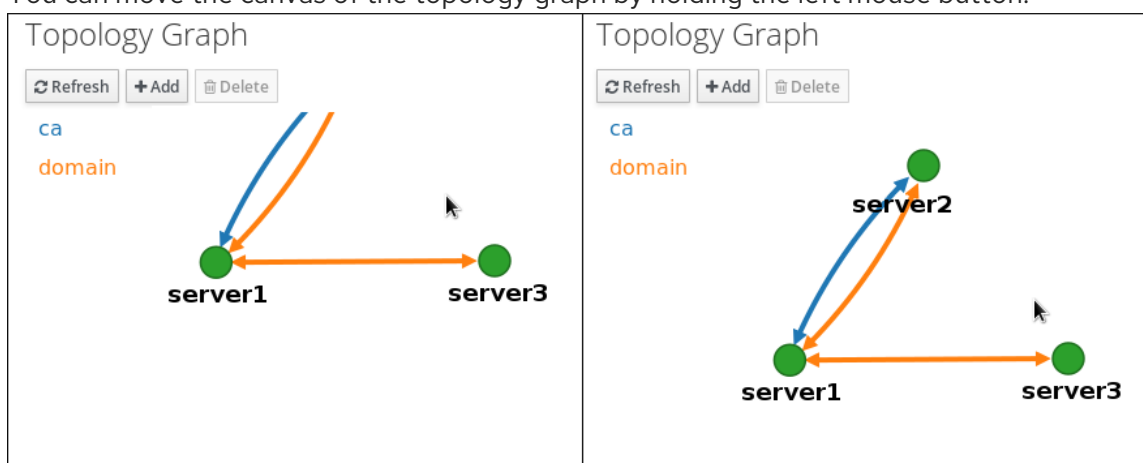 You can move the canvas of the topology graph by holding the left mouse button.
Topology Graph
Refresh Add Delete
ca
domain
server1
server3
Topology Graph
Refresh Add Delete
ca
domain
server2
server1
server3